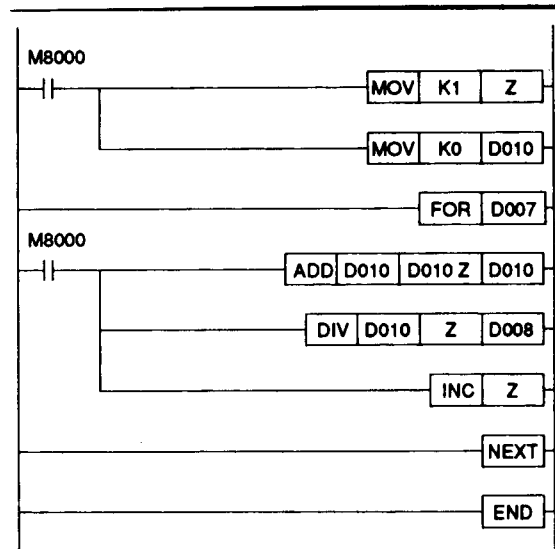 M8000
MOV K1 Z
MOV K0 D010
FOR D007
M8000
ADD D010 D010 Z D010
DIV D010 Z D008
INC Z
NEXT
END